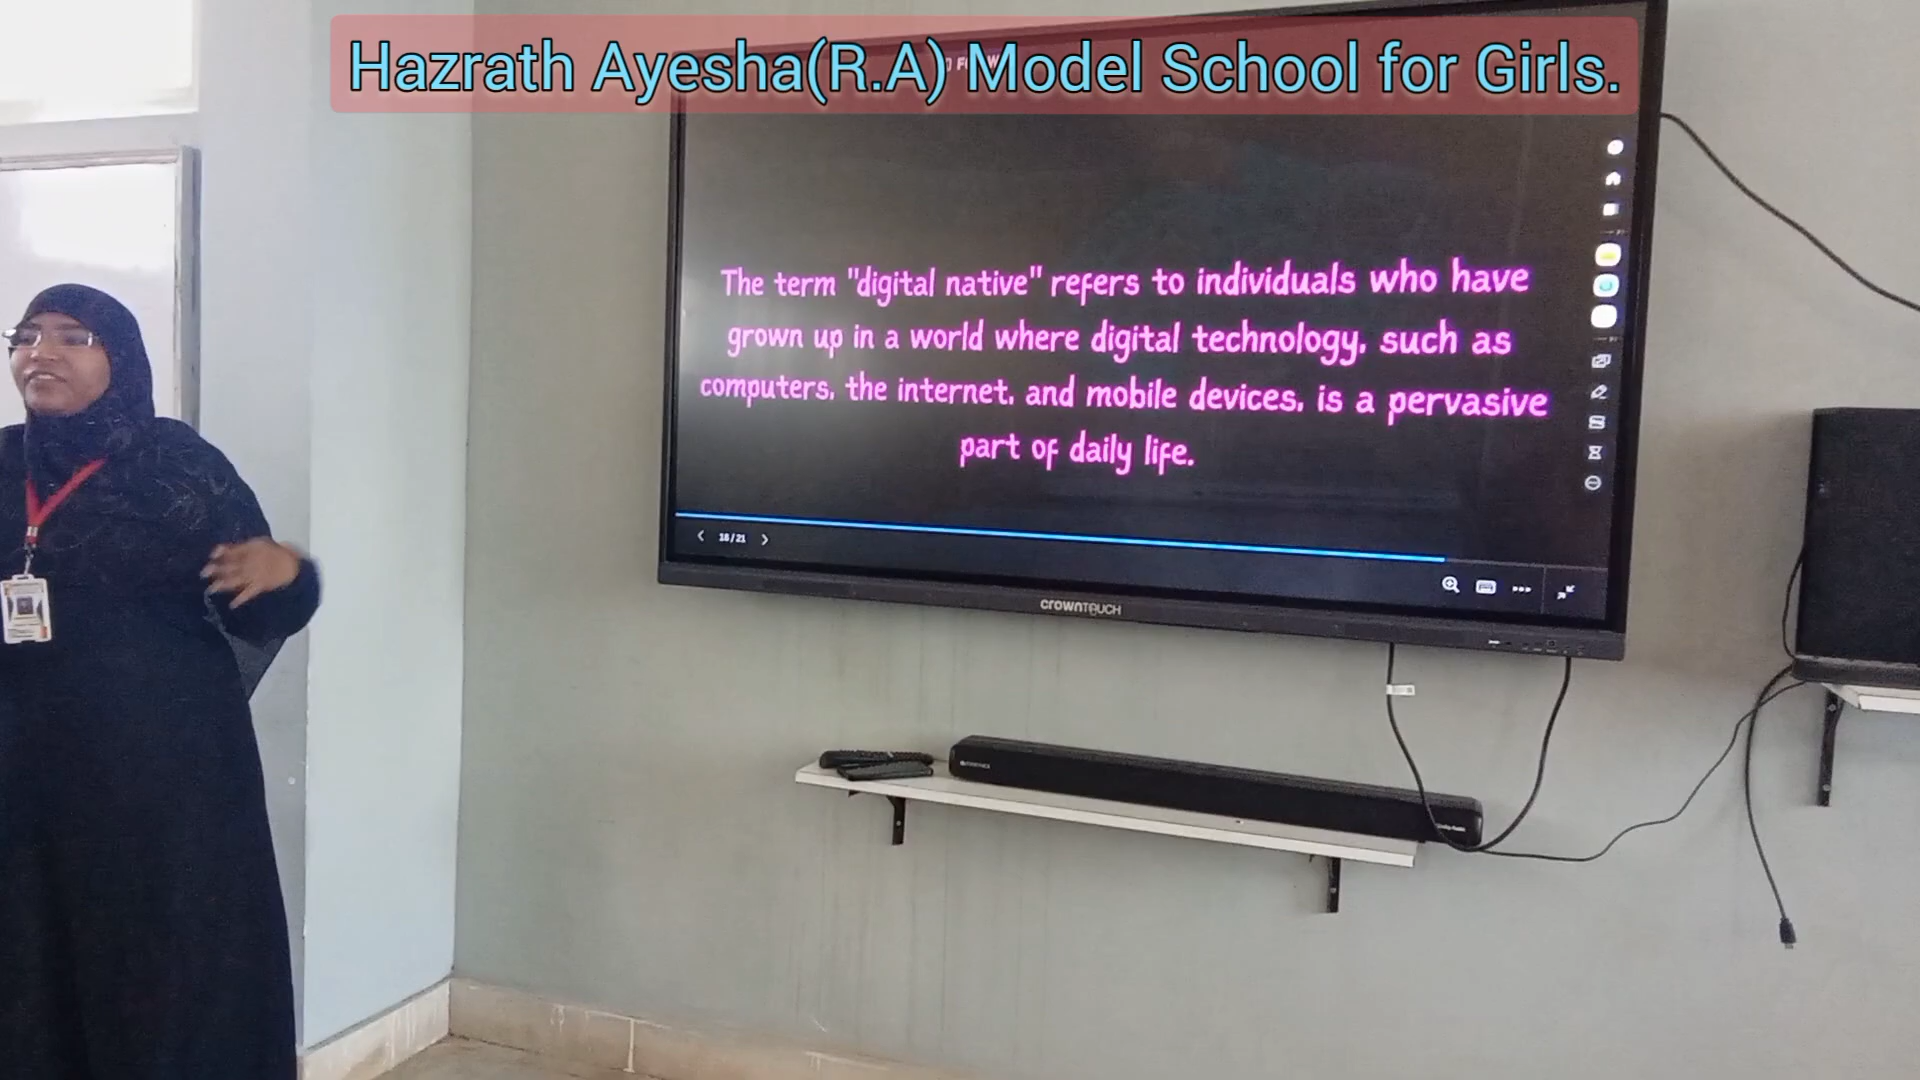 Hazrath Ayesha(R.A) Model School for Girls.
The term "digital native" refers to individuals who have
grown up in a world where digital technology, such as
computers, the internet, and mobile devices, is a pervasive
part of daily life.
18/21
crownTOUCH